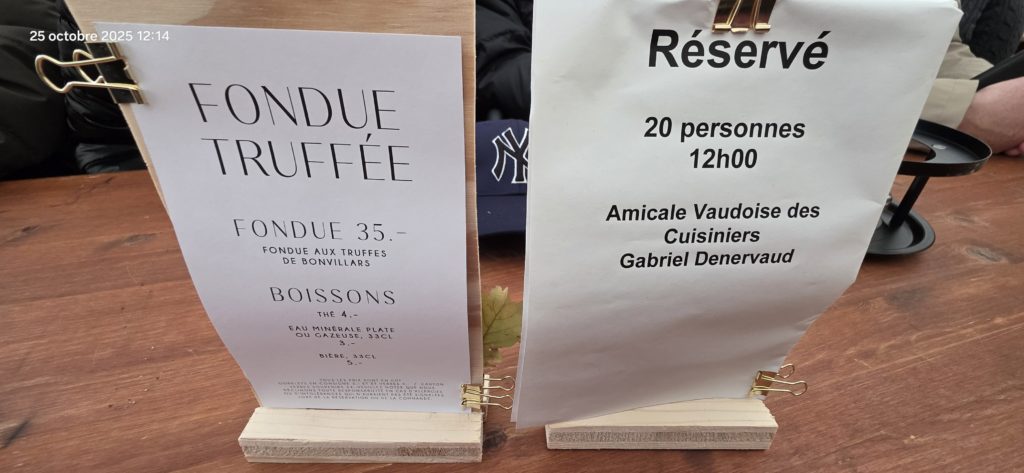 25 octobre 2025 12:14
FONDUE
TRUFFÉE
FONDUE 35.-
FONDUE AUX TRUFFES
DE BONVILLARS
BOISSONS
THÉ 4.-
EAU MINÉRALE PLATE
OU GAZEUSE, 33CL
3.-
BIÈRE, 33CL
5.-
NY
Réservé
20 personnes
12h00
Amicale Vaudoise des
Cuisiniers
Gabriel Denervaud